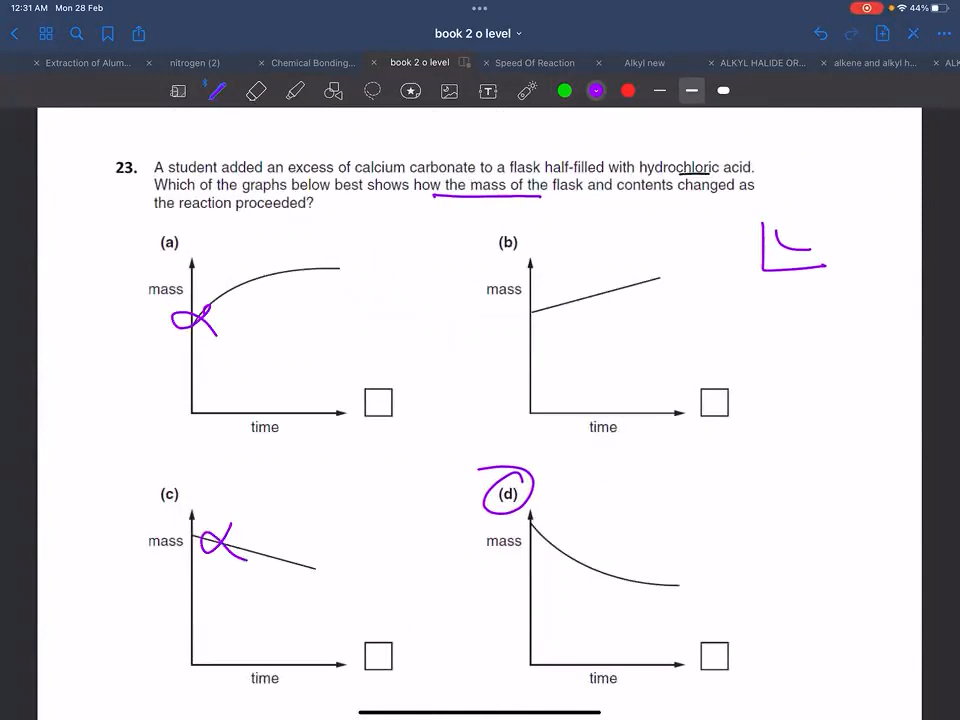 12:31 AM Mon 28 Feb
44%
book 2 o level
Extraction of Alum...
nitrogen (2)
Chemical Bonding...
book 2 o level
Speed Of Reaction
Alkyl new
ALKYL HALIDE OR...
alkene and alkyl h...
ALK
23. A student added an excess of calcium carbonate to a flask half-filled with hydrochloric acid.
Which of the graphs below best shows how the mass of the flask and contents changed as
the reaction proceeded?
(a)
mass
time
(b)
mass
time
(c)
mass
time
(d)
mass
time